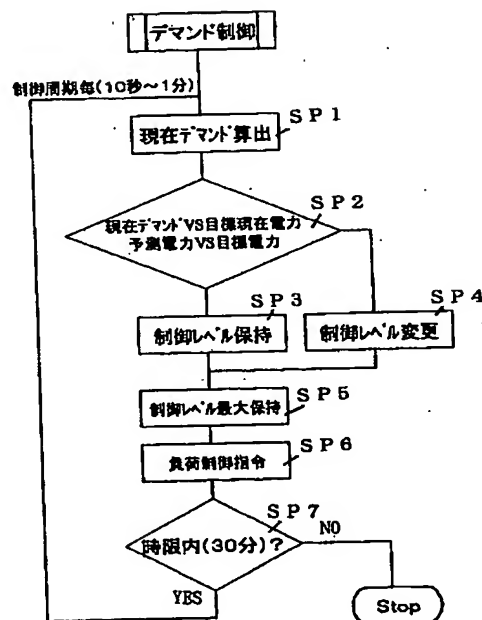 デマンド制御
制御周期毎(10秒～1分)
SP1
現在デマンド算出
SP2
現在デマンドVS目標現在電力
予測電力VS目標電力
SP3
制御レベル保持
SP4
制御レベル変更
SP5
制御レベル最大保持
SP6
負荷制御指令
SP7
時限内(30分)?
NO
YES
Stop